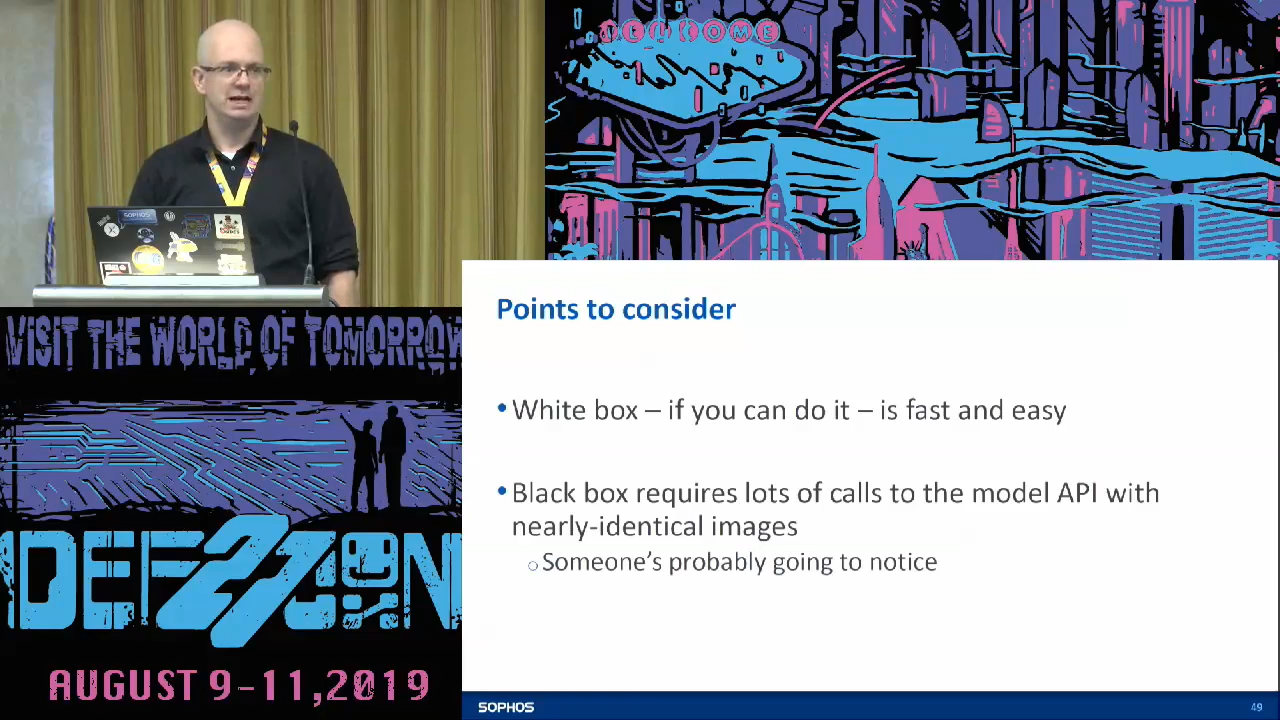 WELCOME
SOPHOS
VISIT THE WORLD OF TOMORROW
DEF27CON
AUGUST 9-11,2019
Points to consider
•White box – if you can do it – is fast and easy
•Black box requires lots of calls to the model API with
nearly-identical images
○Someone's probably going to notice
SOPHOS
49